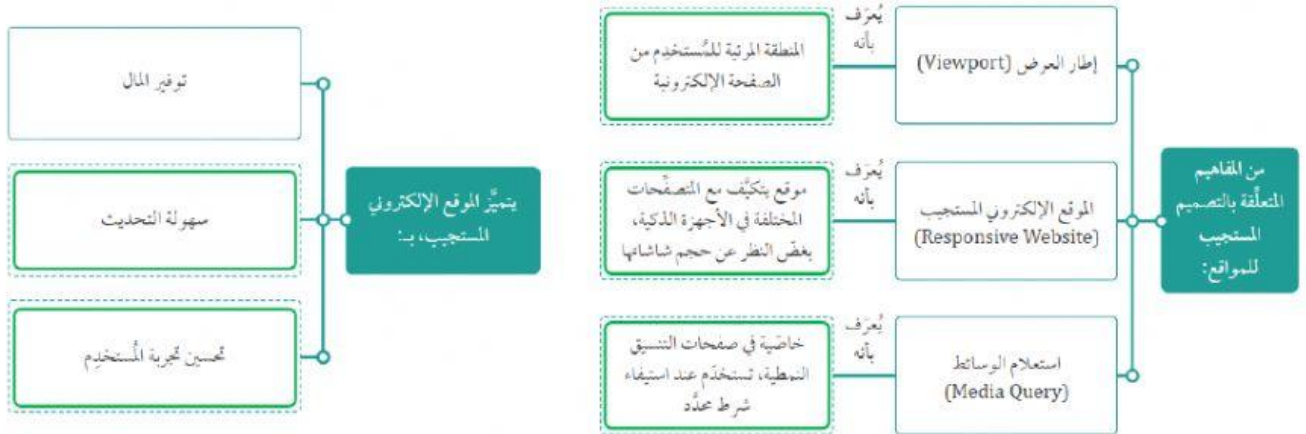 من المفاهيم
المتعلِّقة بالتصميم
المستجيب
للمواقع:
إطار العرض (Viewport)
يُعرَف
بأنه
المنطقة المرئية للمُستخدِم من
الصفحة الإلكترونية
الموقع الإلكتروني المستجيب
(Responsive Website)
يُعرَف
بأنه
موقع يتكيَّف مع المتصفِّحات
المختلفة في الأجهزة الذكية،
بغضّ النظر عن حجم شاشاتها
استعلام الوسائط
(Media Query)
يُعرَف
بأنه
خاصّية في صفحات التنسيق
النمطية، تُستخدَم عند استيفاء
شرط محدَّد
يتميَّز الموقع الإلكتروني
المستجيب، بـ:
توفير المال
سهولة التحديث
تحسين تجربة المُستخدِم